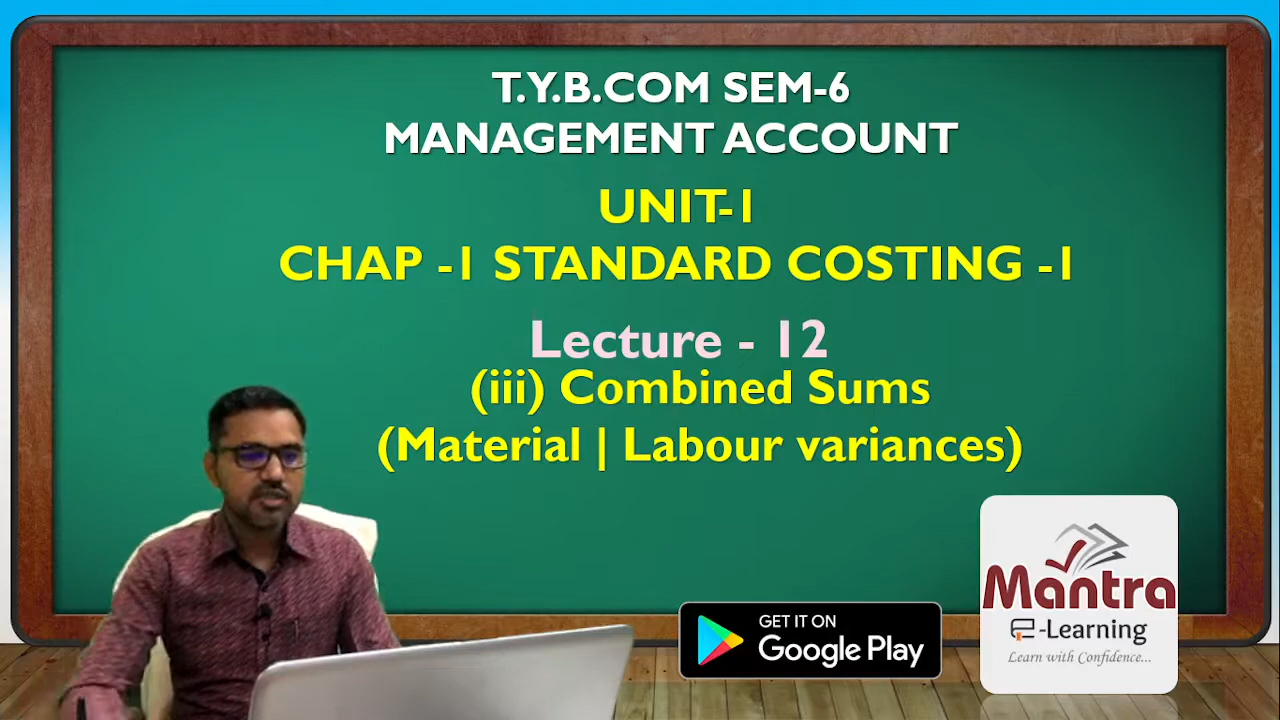 T.Y.B.COM SEM-6
MANAGEMENT ACCOUNT
UNIT-1
CHAP -1 STANDARD COSTING -1
Lecture - 12
(iii) Combined Sums
(Material | Labour variances)
GET IT ON
Google Play
Mantra
E-Learning
Learn with Confidence...